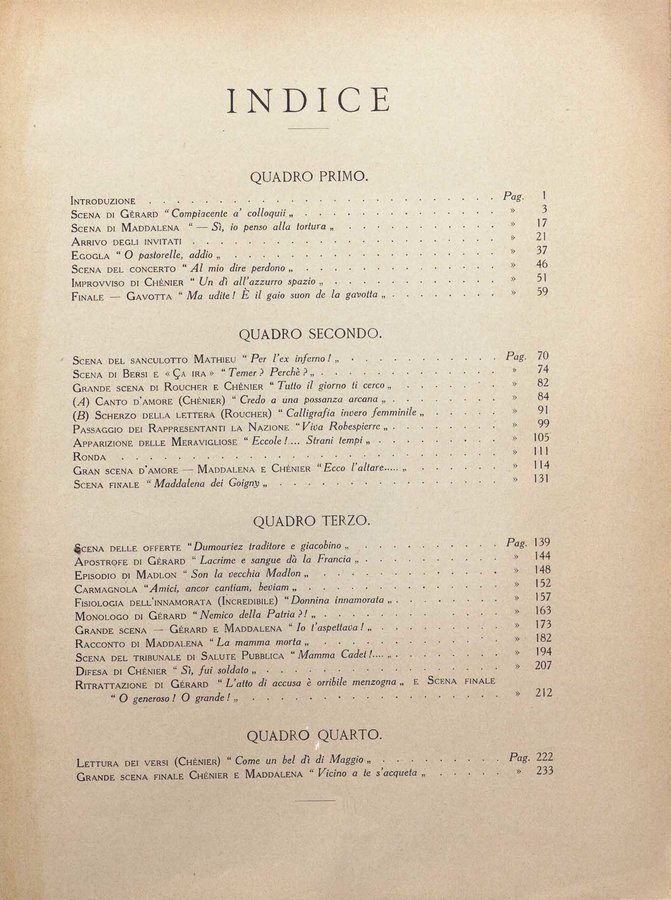 INDICE
QUADRO PRIMO.
INTRODUZIONE . . . . . . . . . . Pag. 1
SCENA DI GÉRARD “Compiacente a' colloquii„ . . . . . . . . . . » 3
SCENA DI MADDALENA “— Sì, io penso alla tortura„ . . . . . . . . . . » 17
ARRIVO DEGLI INVITATI . . . . . . . . . . » 21
EGOGLA “O pastorelle, addio„ . . . . . . . . . . » 37
SCENA DEL CONCERTO “Al mio dire perdono„ . . . . . . . . . . » 46
IMPROVVISO DI CHÉNIER “Un dì all'azzurro spazio„ . . . . . . . . . . » 51
FINALE — GAVOTTA “Ma udite! È il gaio suon de la gavotta„ . . . . . . . . » 59
QUADRO SECONDO.
SCENA DEL SANCULOTTO MATHIEU “Per l'ex inferno!„ . . . . . . . . . . Pag. 70
SCENA DI BERSI E «ÇA IRA» “Temer? Perchè?„ . . . . . . . . . . » 74
GRANDE SCENA DI ROUCHER E CHÉNIER “Tutto il giorno ti cerco„ . . . . . . . . » 82
(A) CANTO D'AMORE (CHÉNIER) “Credo a una possanza arcana„ . . . . . . . . » 84
(B) SCHERZO DELLA LETTERA (ROUCHER) “Calligrafia invero femminile„ . . . . . . » 91
PASSAGGIO DEI RAPPRESENTANTI LA NAZIONE “Viva Robespierre„ . . . . . . . . » 99
APPARIZIONE DELLE MERAVIGLIOSE “Eccole!... Strani tempi„ . . . . . . . . » 105
RONDA . . . . . . . . . . » 111
GRAN SCENA D'AMORE — MADDALENA E CHÉNIER “Ecco l'altare.....„ . . . . . . » 114
SCENA FINALE “Maddalena dei Goigny„ . . . . . . . . . . » 131
QUADRO TERZO.
SCENA DELLE OFFERTE “Dumouriez traditore e giacobino„ . . . . . . . . . . Pag. 139
APOSTROFE DI GÉRARD “Lacrime e sangue dà la Francia„ . . . . . . . . . . » 144
EPISODIO DI MADLON “Son la vecchia Madlon„ . . . . . . . . . . » 148
CARMAGNOLA “Amici, ancor cantiam, beviam„ . . . . . . . . . . » 152
FISIOLOGIA DELL'INNAMORATA (INCREDIBILE) “Donnina innamorata„ . . . . . . . . » 157
MONOLOGO DI GÉRARD “Nemico della Patria?!„ . . . . . . . . . . » 163
GRANDE SCENA — GÉRARD E MADDALENA “Io t'aspettava!„ . . . . . . . . » 173
RACCONTO DI MADDALENA “La mamma morta„ . . . . . . . . . . » 182
SCENA DEL TRIBUNALE DI SALUTE PUBBLICA “Mamma Cadet!....„ . . . . . . . . » 194
DIFESA DI CHÉNIER “Sì, fui soldato„ . . . . . . . . . . » 207
RITRATTAZIONE DI GÉRARD “L'atto di accusa è orribile menzogna„ E SCENA FINALE
“O generoso! O grande!„ . . . . . . . . . . » 212
QUADRO QUARTO.
LETTURA DEI VERSI (CHÉNIER) “Come un bel dì di Maggio„ . . . . . . . . Pag. 222
GRANDE SCENA FINALE CHÉNIER E MADDALENA “Vicino a te s'acqueta„ . . . . . . » 233